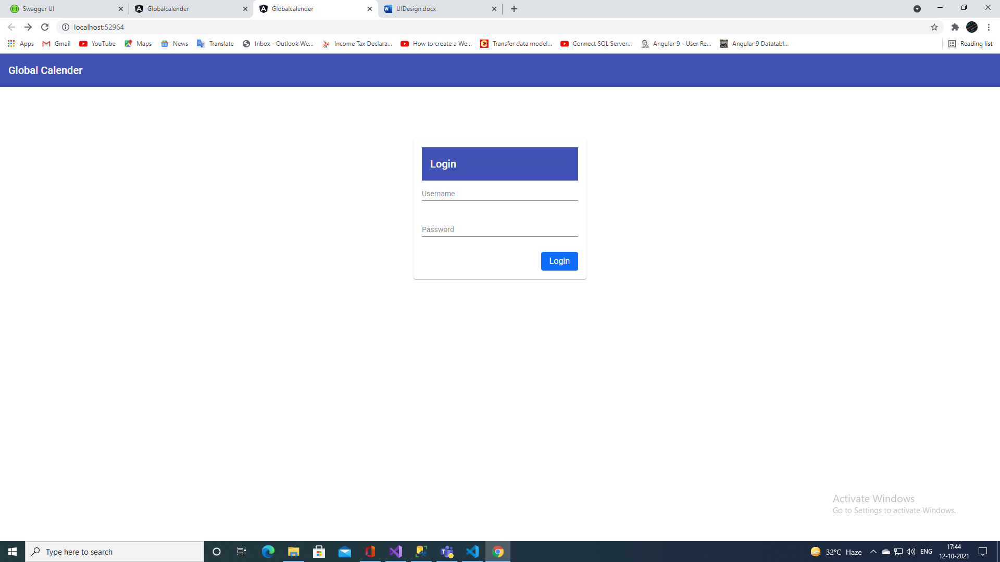 Swagger UI
Globalcalender
Globalcalender
UIDesign.docx
localhost:52964
Apps
Gmail
YouTube
Maps
News
Translate
Inbox - Outlook We...
Income Tax Declara...
How to create a We...
Transfer data model...
Connect SQL Server...
Angular 9 - User Re...
Angular 9 Datatabl...
Reading list
Global Calender
Login
Username
Password
Login
Activate Windows
Go to Settings to activate Windows.
Type here to search
32°C Haze
ENG
17:44
12-10-2021